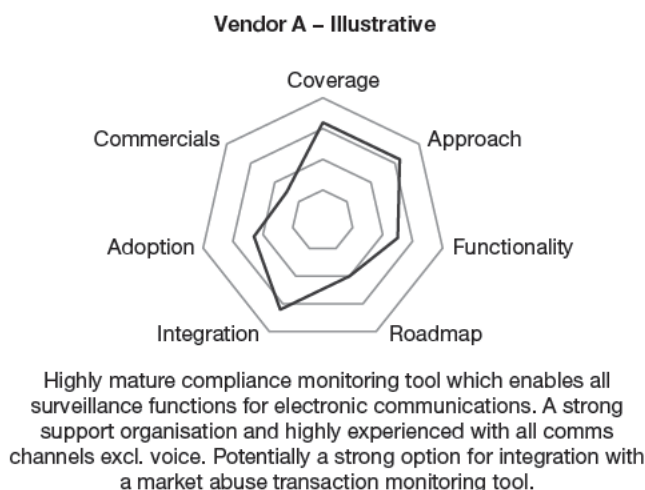 Vendor A – Illustrative
Coverage
Commercials
Approach
Adoption
Functionality
Integration
Roadmap
Highly mature compliance monitoring tool which enables all
surveillance functions for electronic communications. A strong
support organisation and highly experienced with all comms
channels excl. voice. Potentially a strong option for integration with
a market abuse transaction monitoring tool.